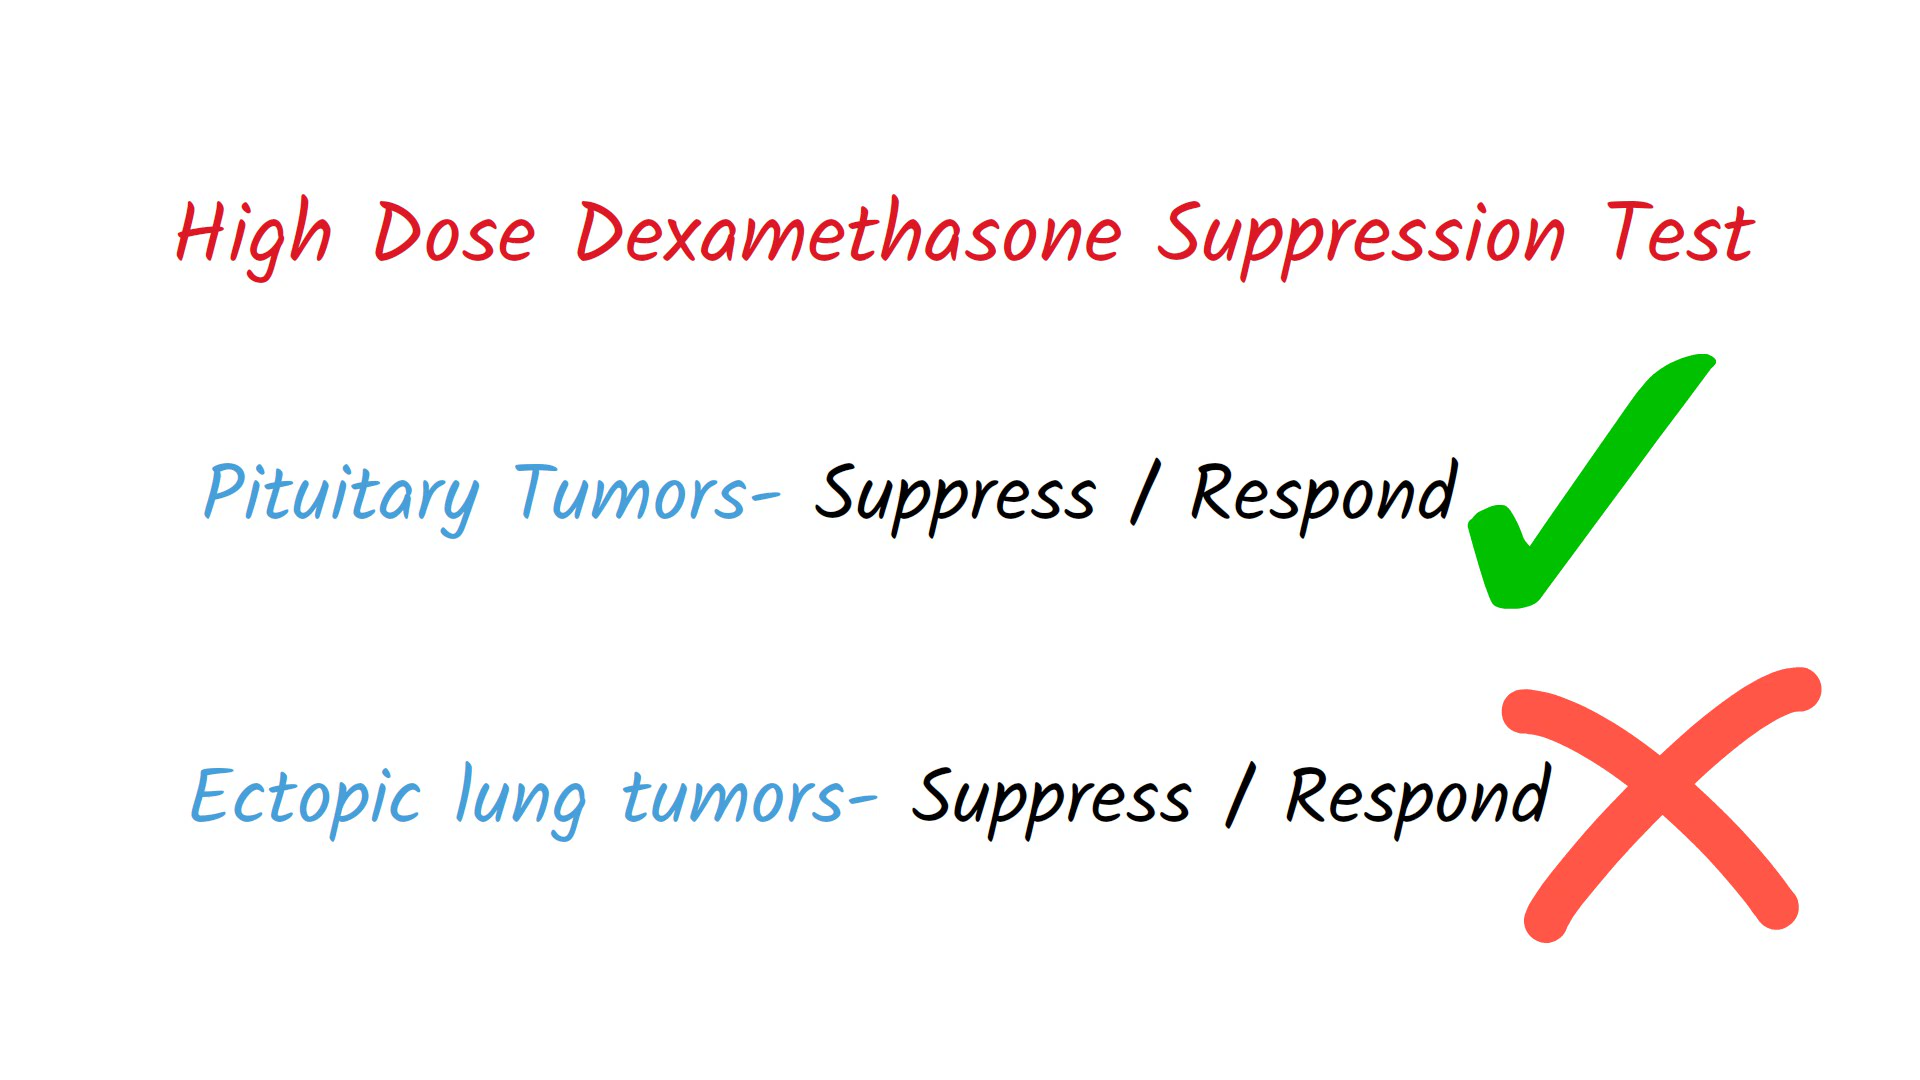 High Dose Dexamethasone Suppression Test
Pituitary Tumors- Suppress / Respond
Ectopic lung tumors- Suppress / Respond